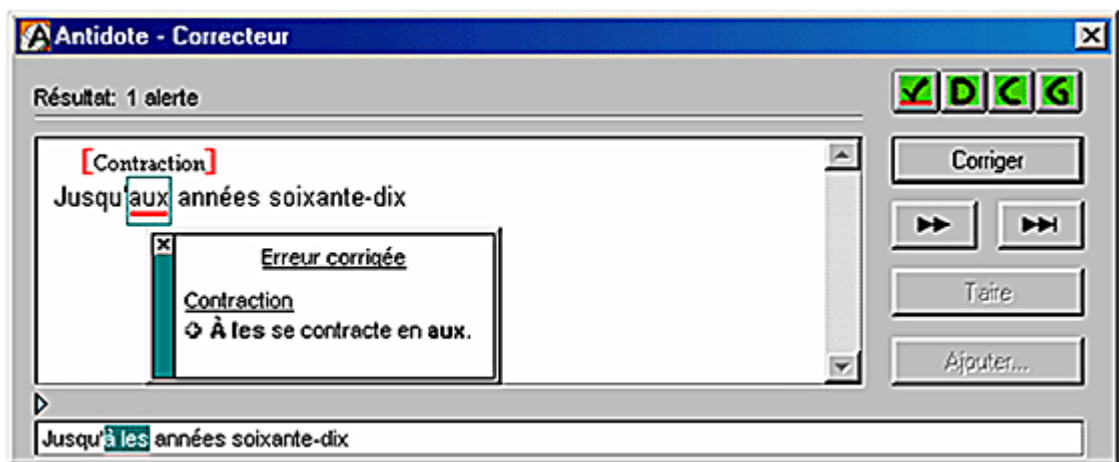 Antidote - Correcteur
Résultat: 1 alerte
D C G
[Contraction]
Jusqu'aux années soixante-dix
Erreur corrigée
Contraction
À les se contracte en aux.
Corriger
Taire
Ajouter...
Jusqu'à les années soixante-dix